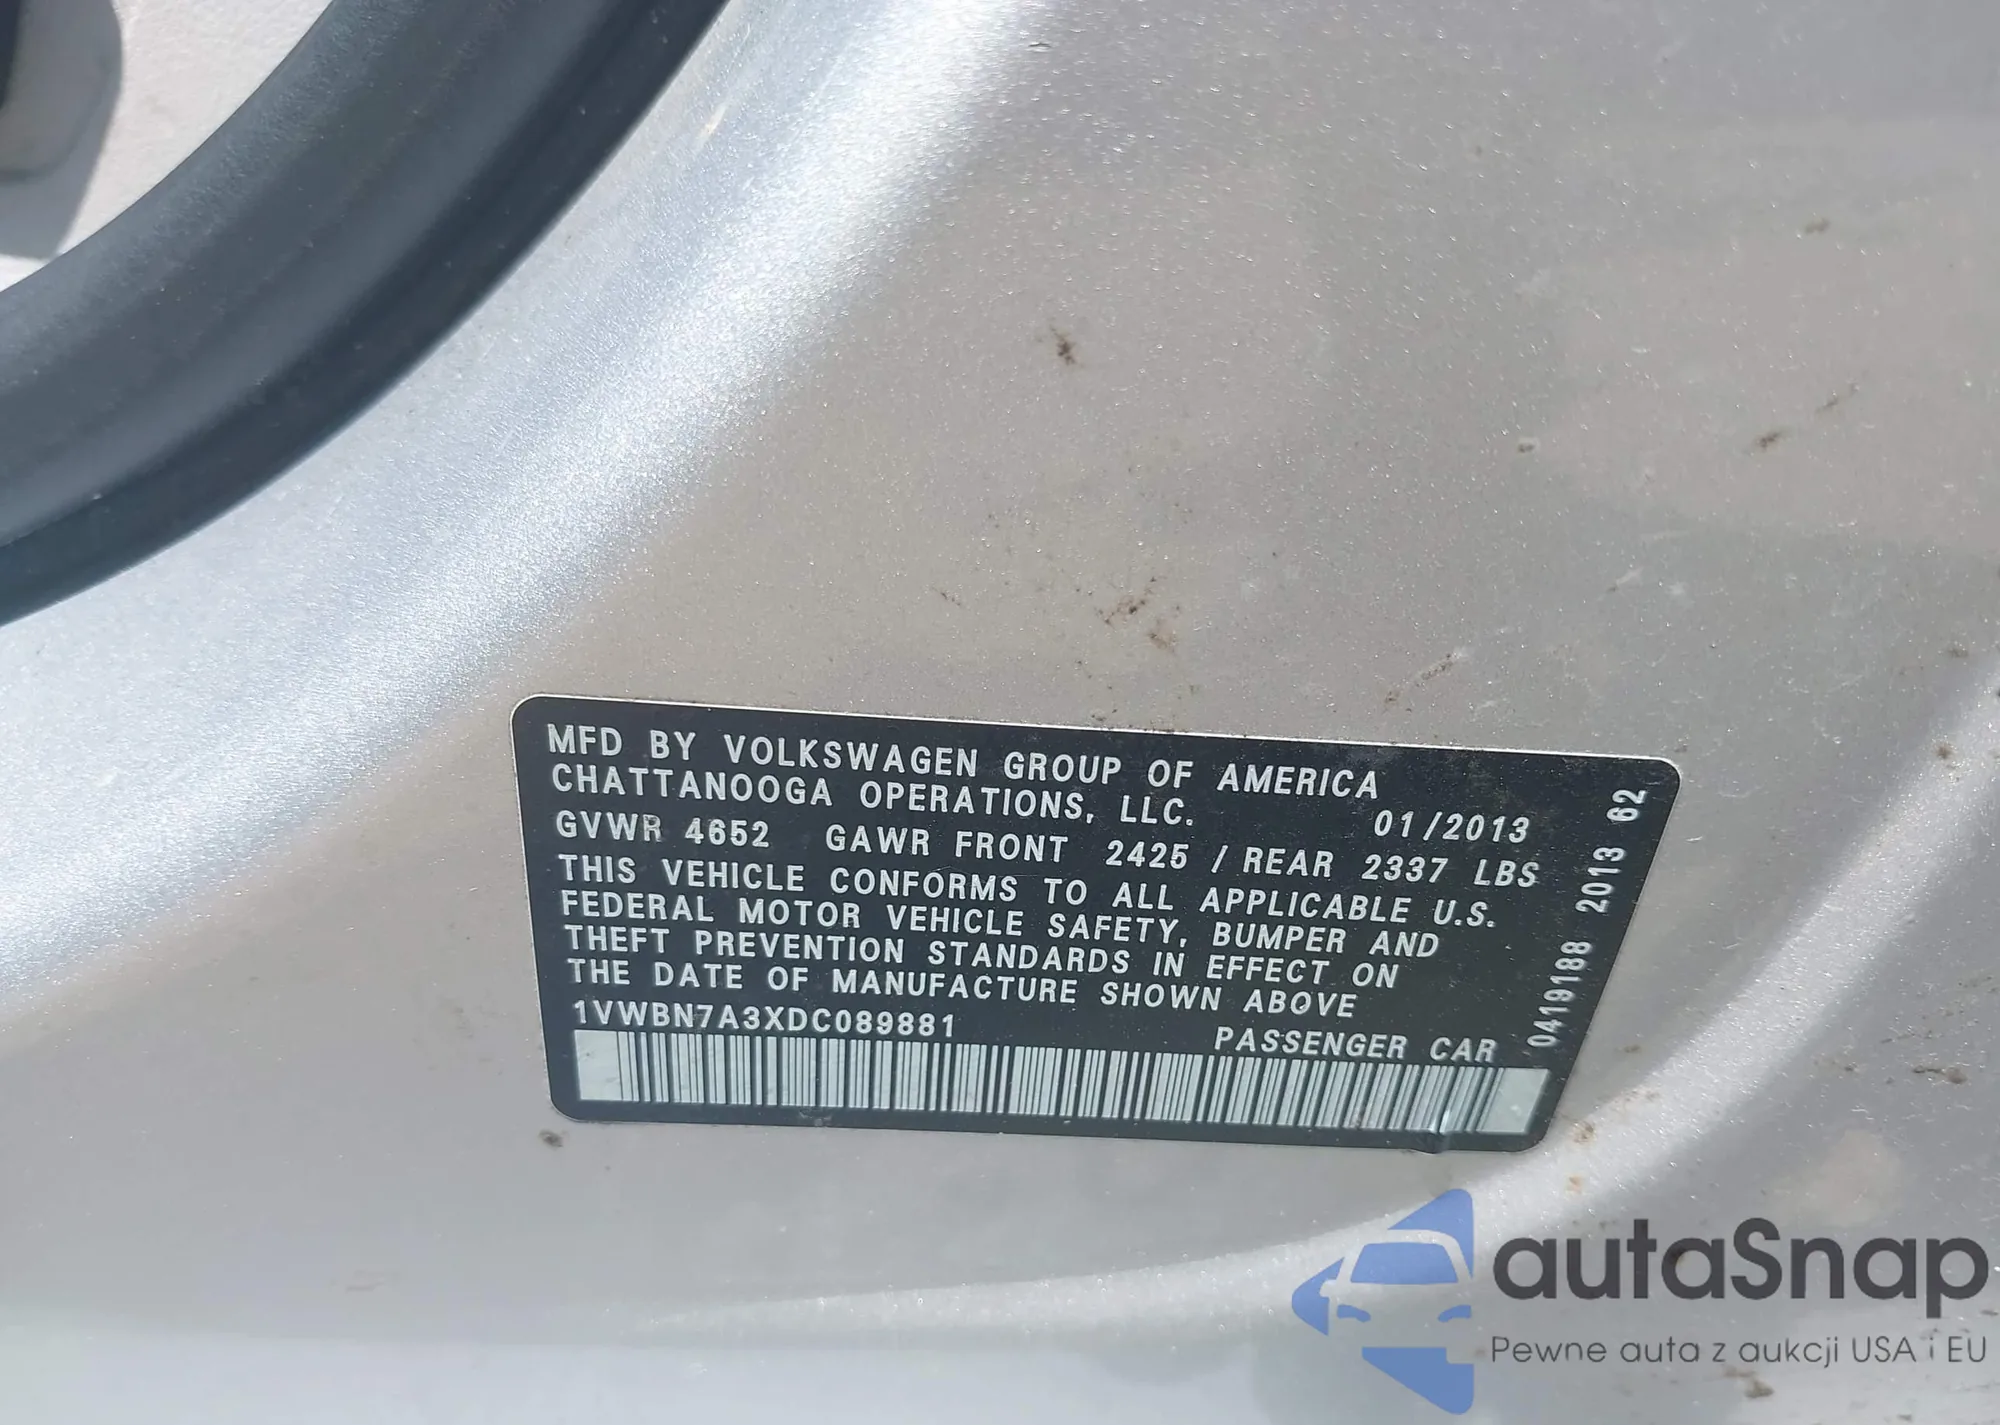 MFD BY VOLKSWAGEN GROUP OF AMERICA
CHATTANOOGA OPERATIONS, LLC.
01/2013
GVWR 4652 GAWR FRONT 2425 / REAR 2337 LBS
THIS VEHICLE CONFORMS TO ALL APPLICABLE U.S.
FEDERAL MOTOR VEHICLE SAFETY, BUMPER AND
THEFT PREVENTION STANDARDS IN EFFECT ON
THE DATE OF MANUFACTURE SHOWN ABOVE
1VWBN7A3XDC089881
PASSENGER CAR
0419188 2013 62
autaSnap
Pewne auta z aukcji USA i EU